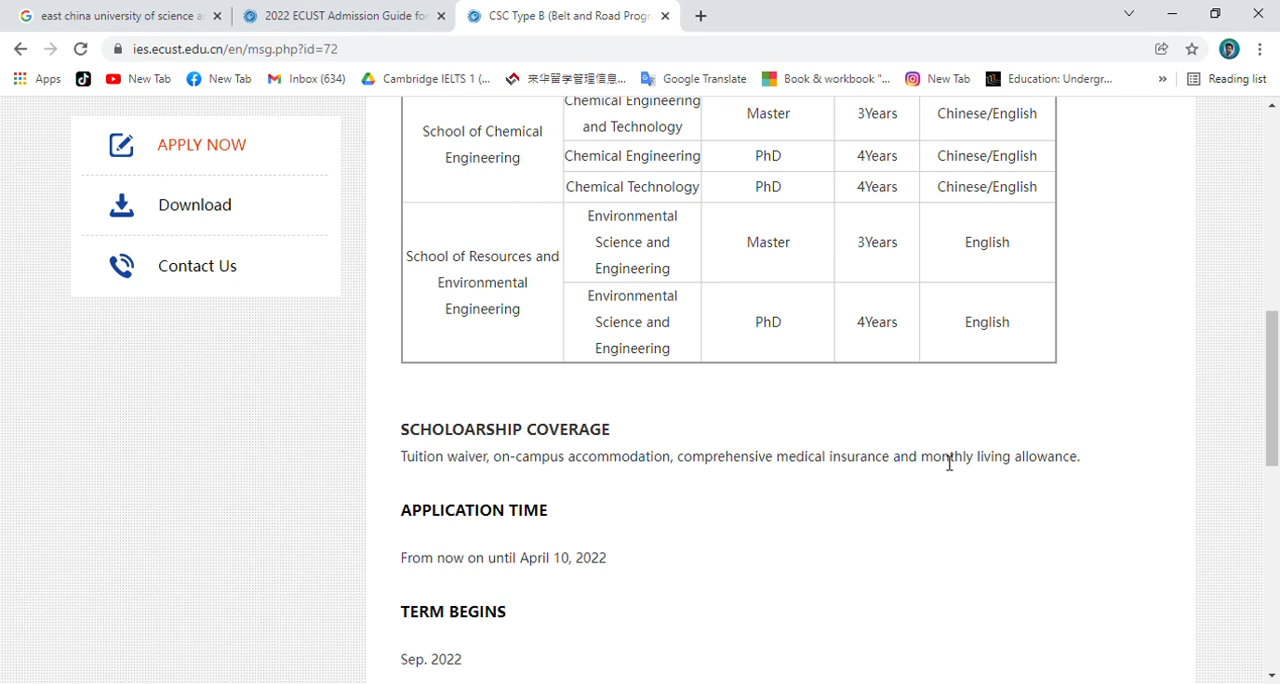 east china university of science a
2022 ECUST Admission Guide for
CSC Type B (Belt and Road Progr
ies.ecust.edu.cn/en/msg.php?id=72
Apps
New Tab
New Tab
Inbox (634)
Cambridge IELTS 1 (...
来华留学管理信息...
Google Translate
Book & workbook "...
New Tab
Education: Undergr...
»
Reading list
APPLY NOW
Download
Contact Us
School of Chemical
Engineering
Chemical Engineering
and Technology
Master
3Years
Chinese/English
Chemical Engineering
PhD
4Years
Chinese/English
Chemical Technology
PhD
4Years
Chinese/English
School of Resources and
Environmental
Engineering
Environmental
Science and
Engineering
Master
3Years
English
Environmental
Science and
Engineering
PhD
4Years
English
SCHOLOARSHIP COVERAGE
Tuition waiver, on-campus accommodation, comprehensive medical insurance and monthly living allowance.
APPLICATION TIME
From now on until April 10, 2022
TERM BEGINS
Sep. 2022